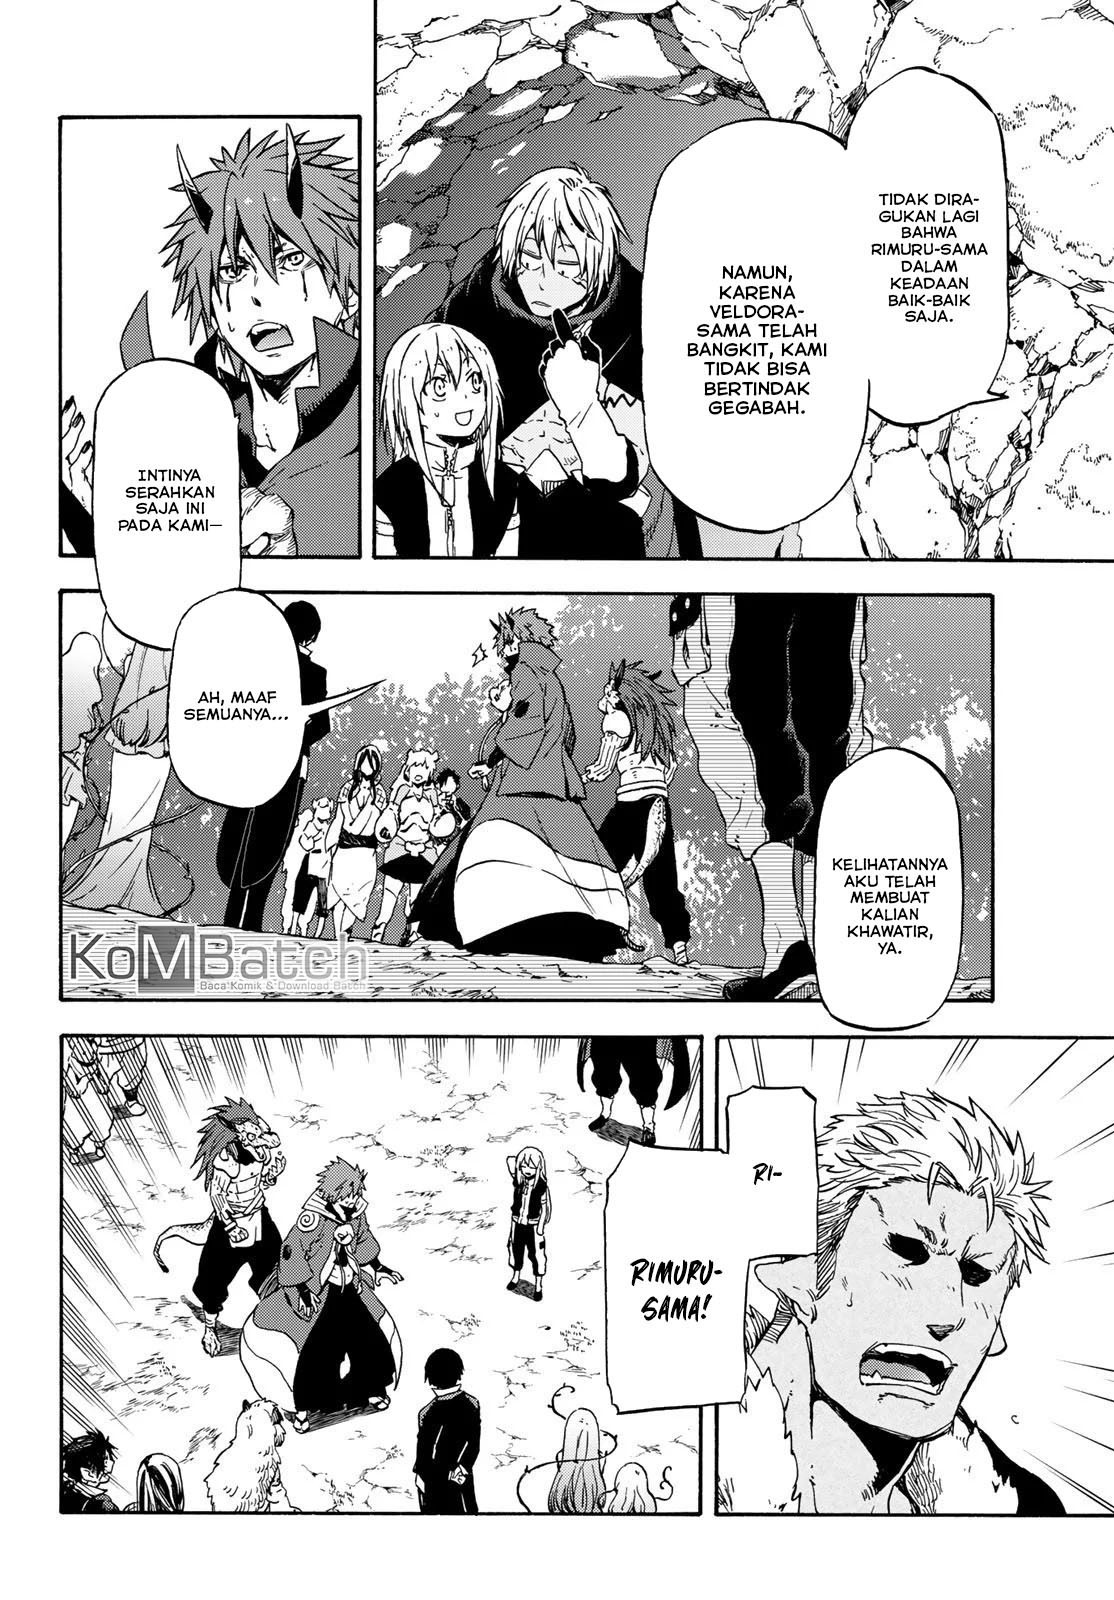 TIDAK DIRA-
GUKAN LAGI
BAHWA
RIMURU-SAMA
DALAM
KEADAAN
BAIK-BAIK
SAJA.
NAMUN,
KARENA
VELDORA-
SAMA TELAH
BANGKIT, KAMI
TIDAK BISA
BERTINDAK
GEGABAH.
INTINYA
SERAHKAN
SAJA INI
PADA KAMI—
AH, MAAF
SEMUANYA...
KELIHATANNYA
AKU TELAH
MEMBUAT
KALIAN
KHAWATIR,
YA.
KOMBatch
Baca Komik & Download Batch
RI-
RIMURU-
SAMA!